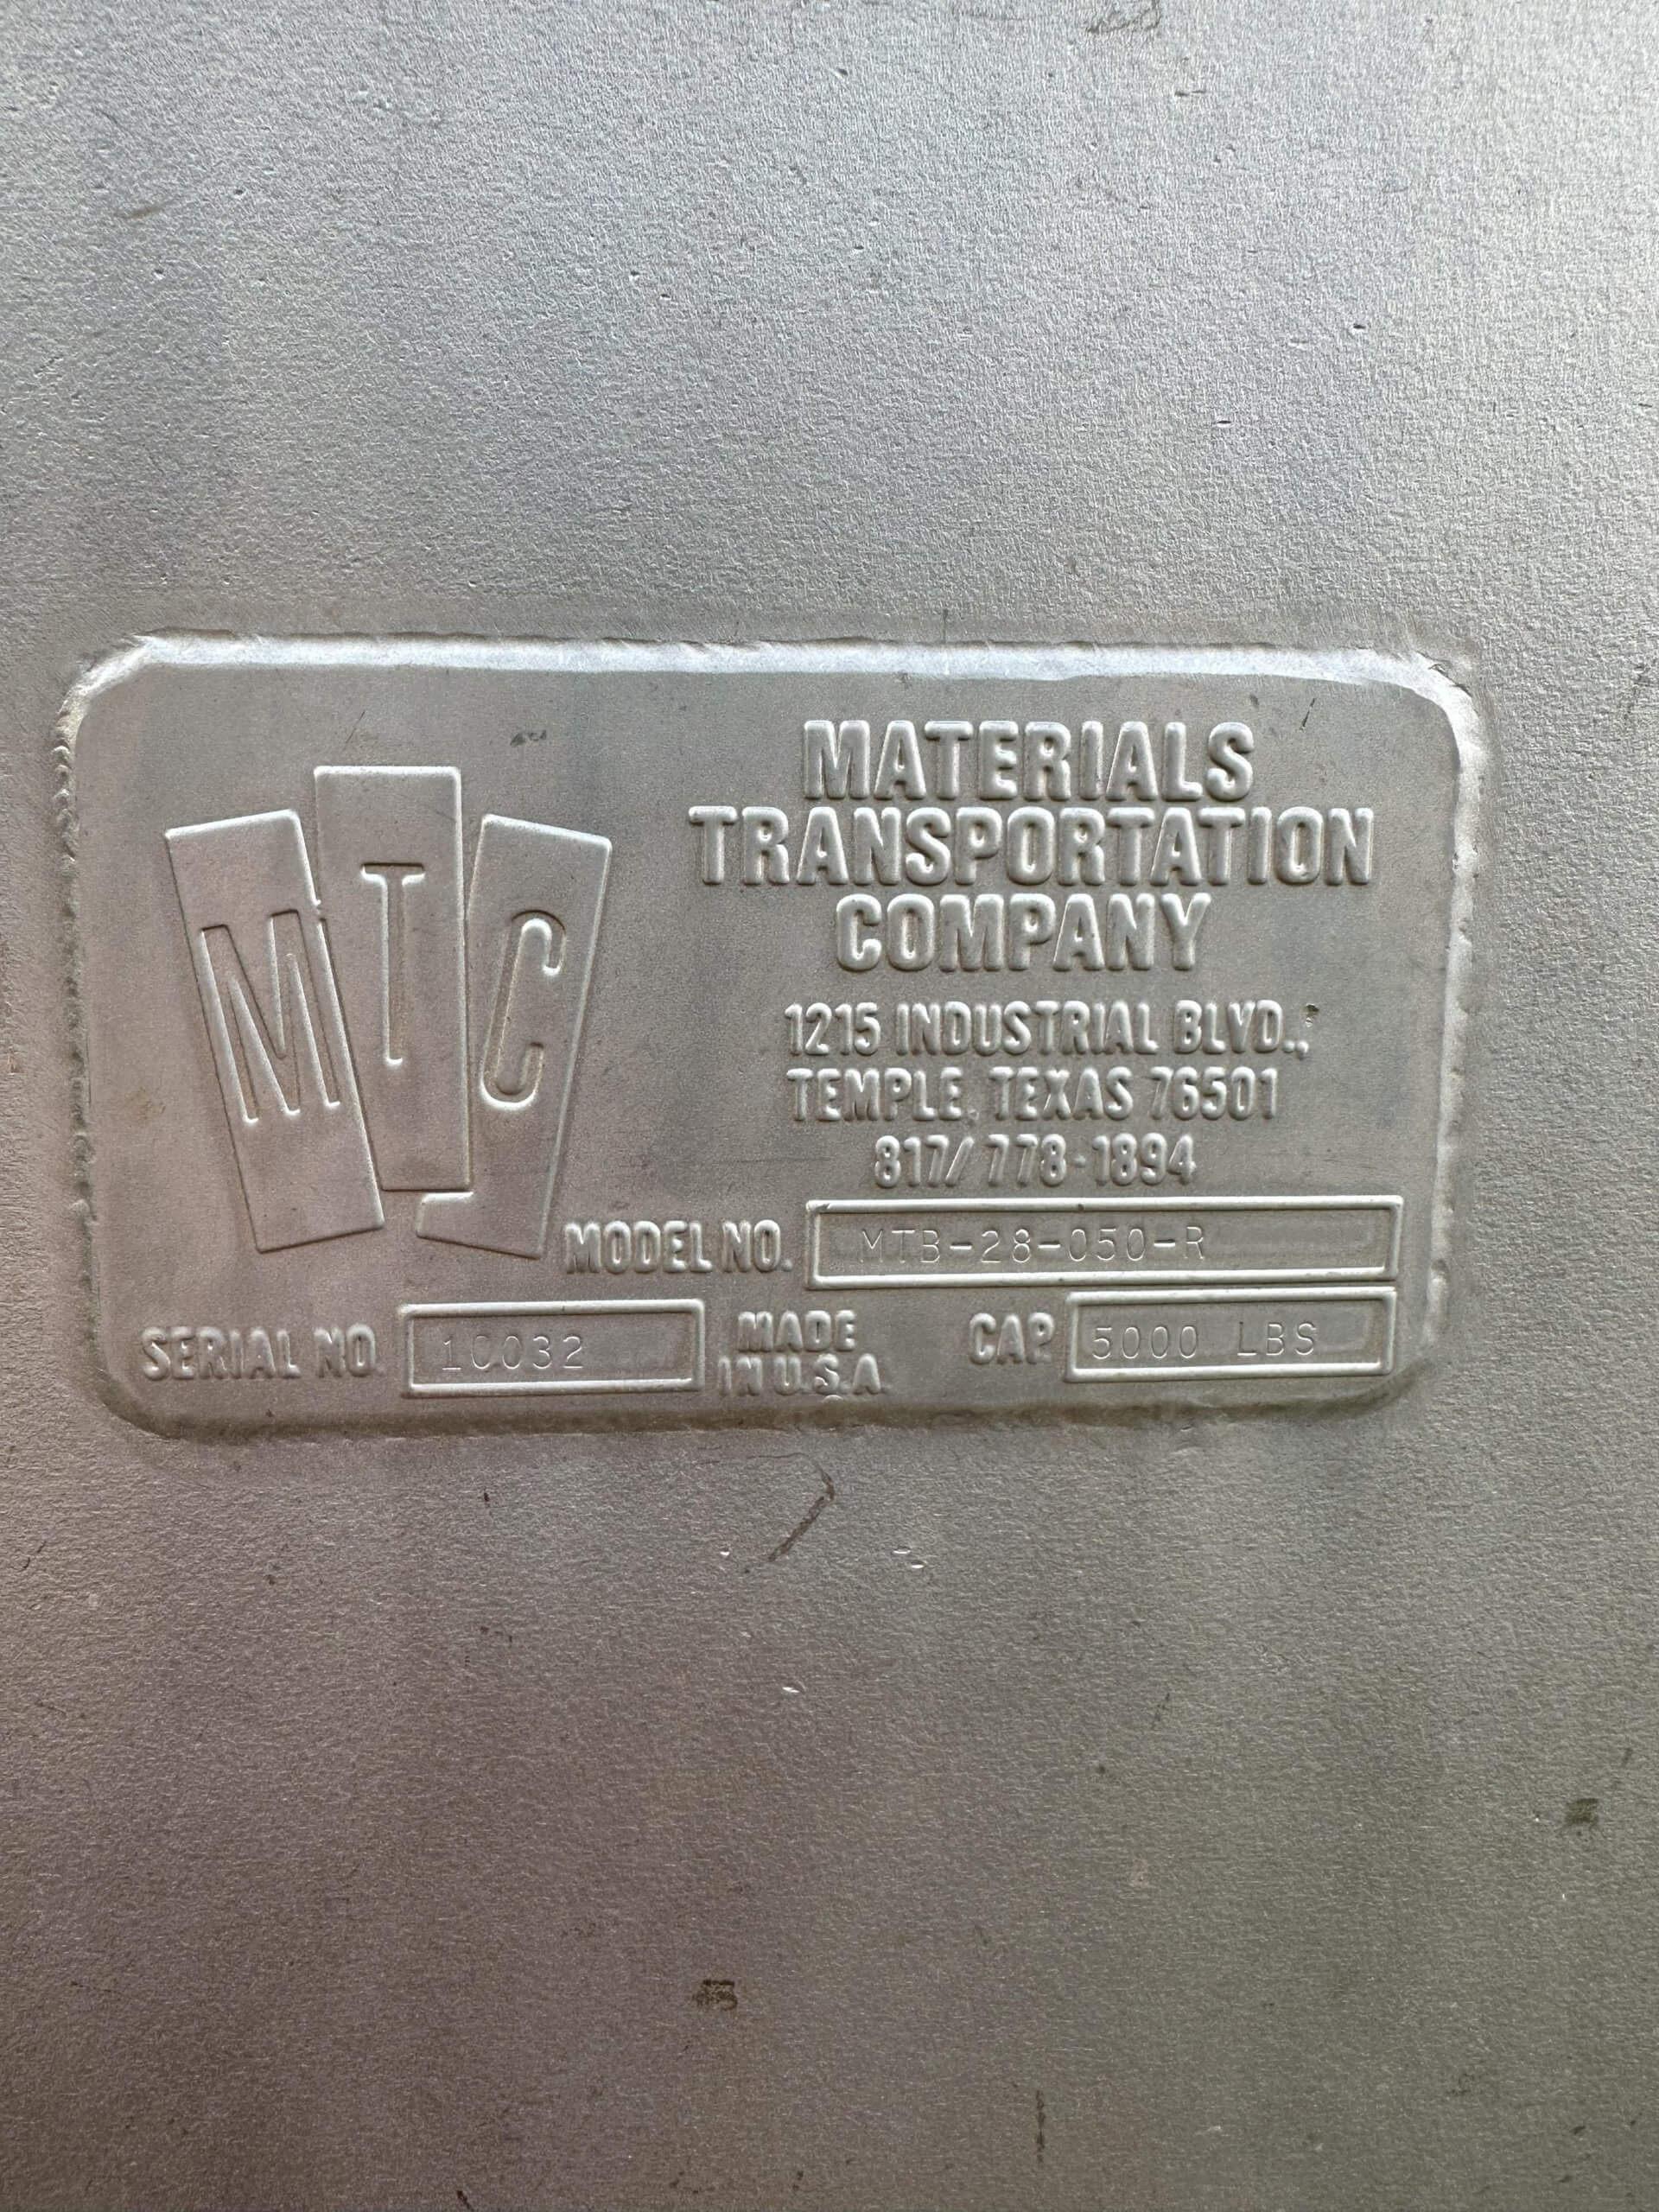 MTC
MATERIALS
TRANSPORTATION
COMPANY
1215 INDUSTRIAL BLVD.,
TEMPLE, TEXAS 76501
817/778-1894
MODEL NO. MTB-28-050-R
SERIAL NO. 10032 MADE IN U.S.A. CAP. 5000 LBS